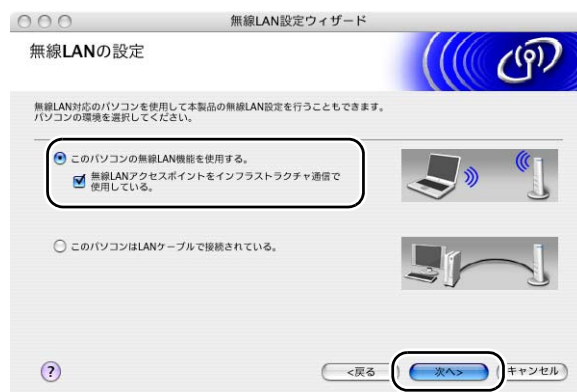 無線LAN設定ウィザード
無線LANの設定
無線LAN対応のパソコンを使用して本製品の無線LAN設定を行うこともできます。
パソコンの環境を選択してください。
このパソコンの無線LAN機能を使用する。
無線LANアクセスポイントをインフラストラクチャ通信で
使用している。
このパソコンはLANケーブルで接続されている。
? <戻る 次へ> キャンセル